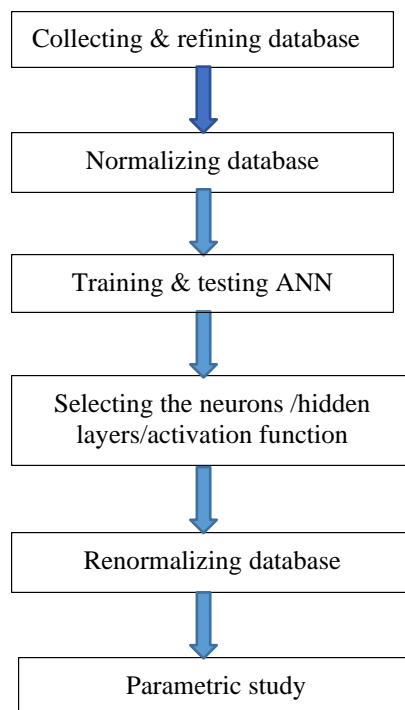 Collecting & refining database
Normalizing database
Training & testing ANN
Selecting the neurons /hidden
layers/activation function
Renormalizing database
Parametric study